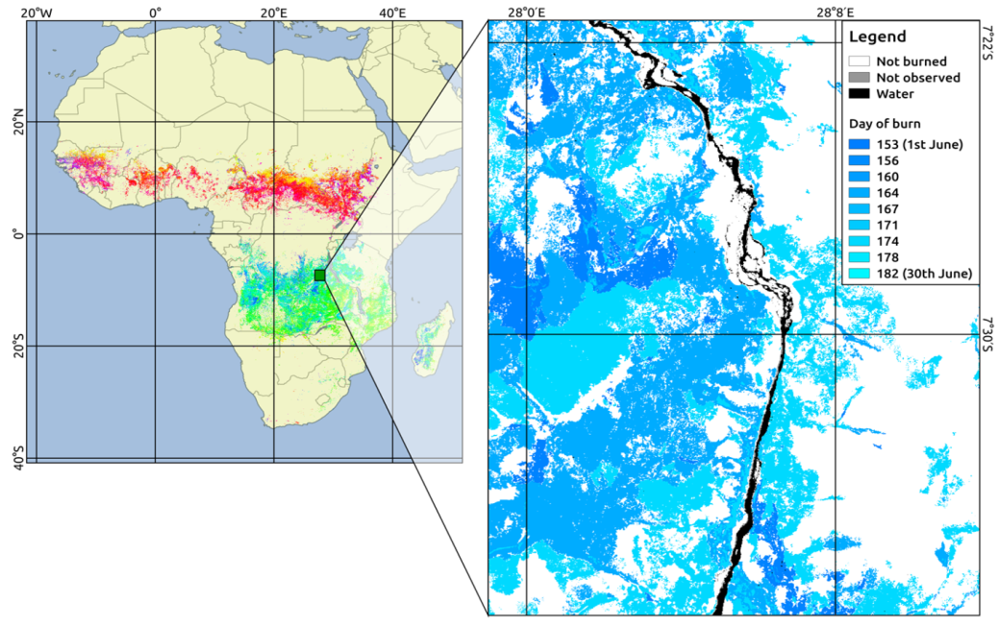 20°W
0°
20°E
40°E
20°N
0°
20°S
40°S
28°0'E
28°8'E
7°22'S
7°30'S
Legend
Not burned
Not observed
Water
Day of burn
153 (1st June)
156
160
164
167
171
174
178
182 (30th June)